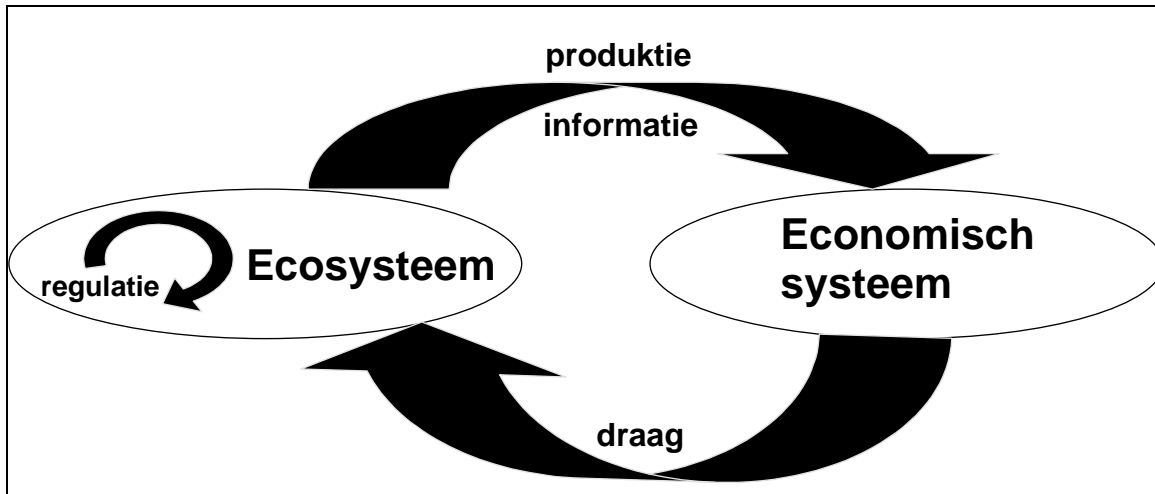 produktie
informatie
Economisch
systeem
Ecosysteem
regulatie
draag